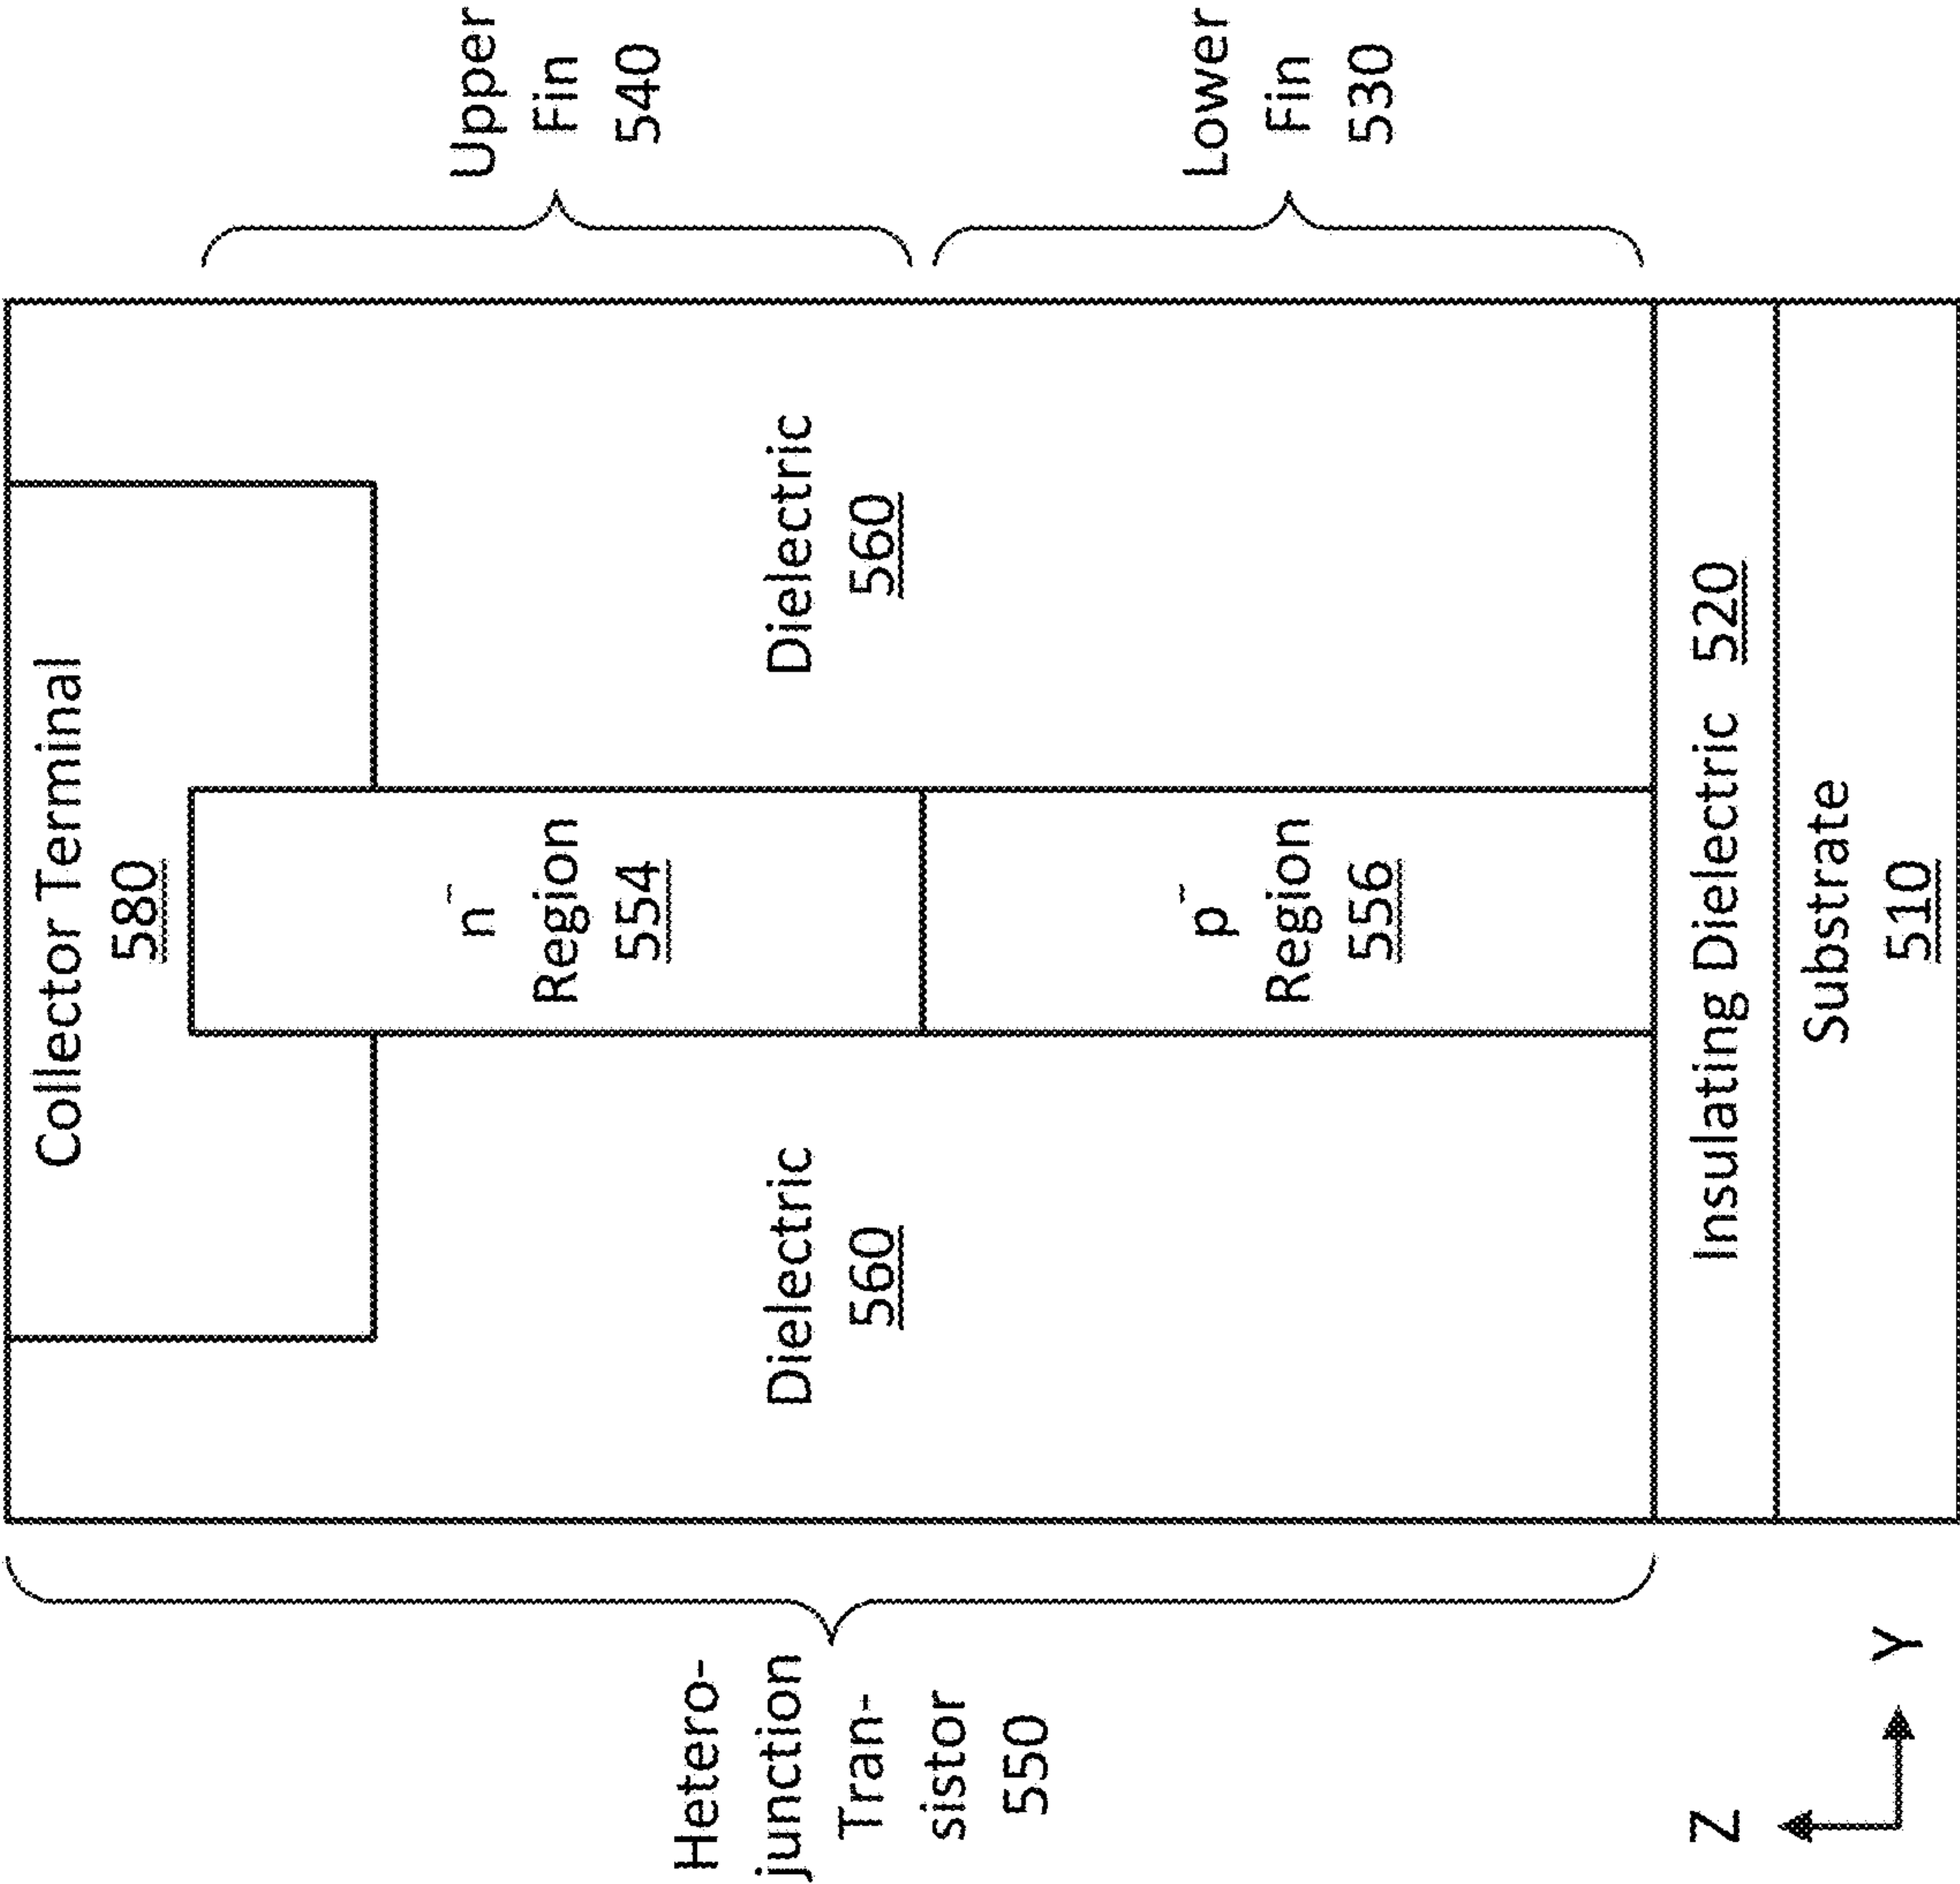 Collector Terminal
580
Upper
Fin
540
n⁻
Region
554
Hetero-
junction
Tran-
sistor
550
Dielectric
560
Dielectric
560
Lower
Fin
530
p⁻
Region
556
Insulating Dielectric 520
Substrate
510
Z
Y